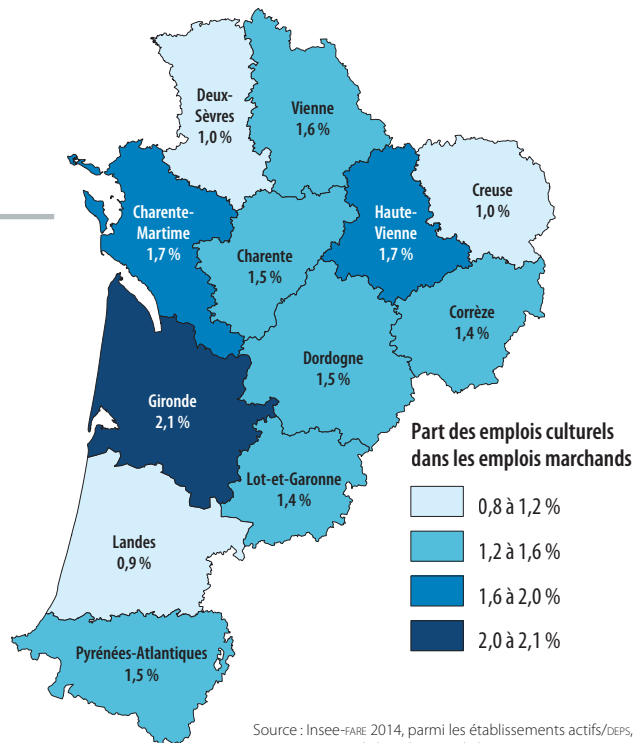 Deux-
Sèvres
1,0 %
Vienne
1,6 %
Creuse
1,0 %
Charente-
Martime
1,7 %
Haute-
Vienne
1,7 %
Charente
1,5 %
Corrèze
1,4 %
Dordogne
1,5 %
Gironde
2,1 %
Lot-et-Garonne
1,4 %
Landes
0,9 %
Pyrénées-Atlantiques
1,5 %
Part des emplois culturels
dans les emplois marchands
0,8 à 1,2 %
1,2 à 1,6 %
1,6 à 2,0 %
2,0 à 2,1 %
Source : Insee-FARE 2014, parmi les établissements actifs/DEPS,